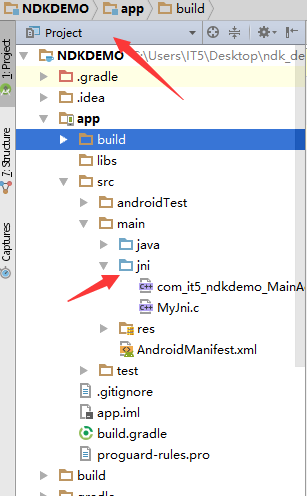 NDKDEMO app build
Project
1: Project
7: Structure
Captures
NDKDEMO C:\Users\IT5\Desktop\ndk_de
.gradle
.idea
app
build
libs
src
androidTest
main
java
jni
com_it5_ndkdemo_MainA
MyJni.c
res
AndroidManifest.xml
test
.gitignore
app.iml
build.gradle
proguard-rules.pro
build
gradle